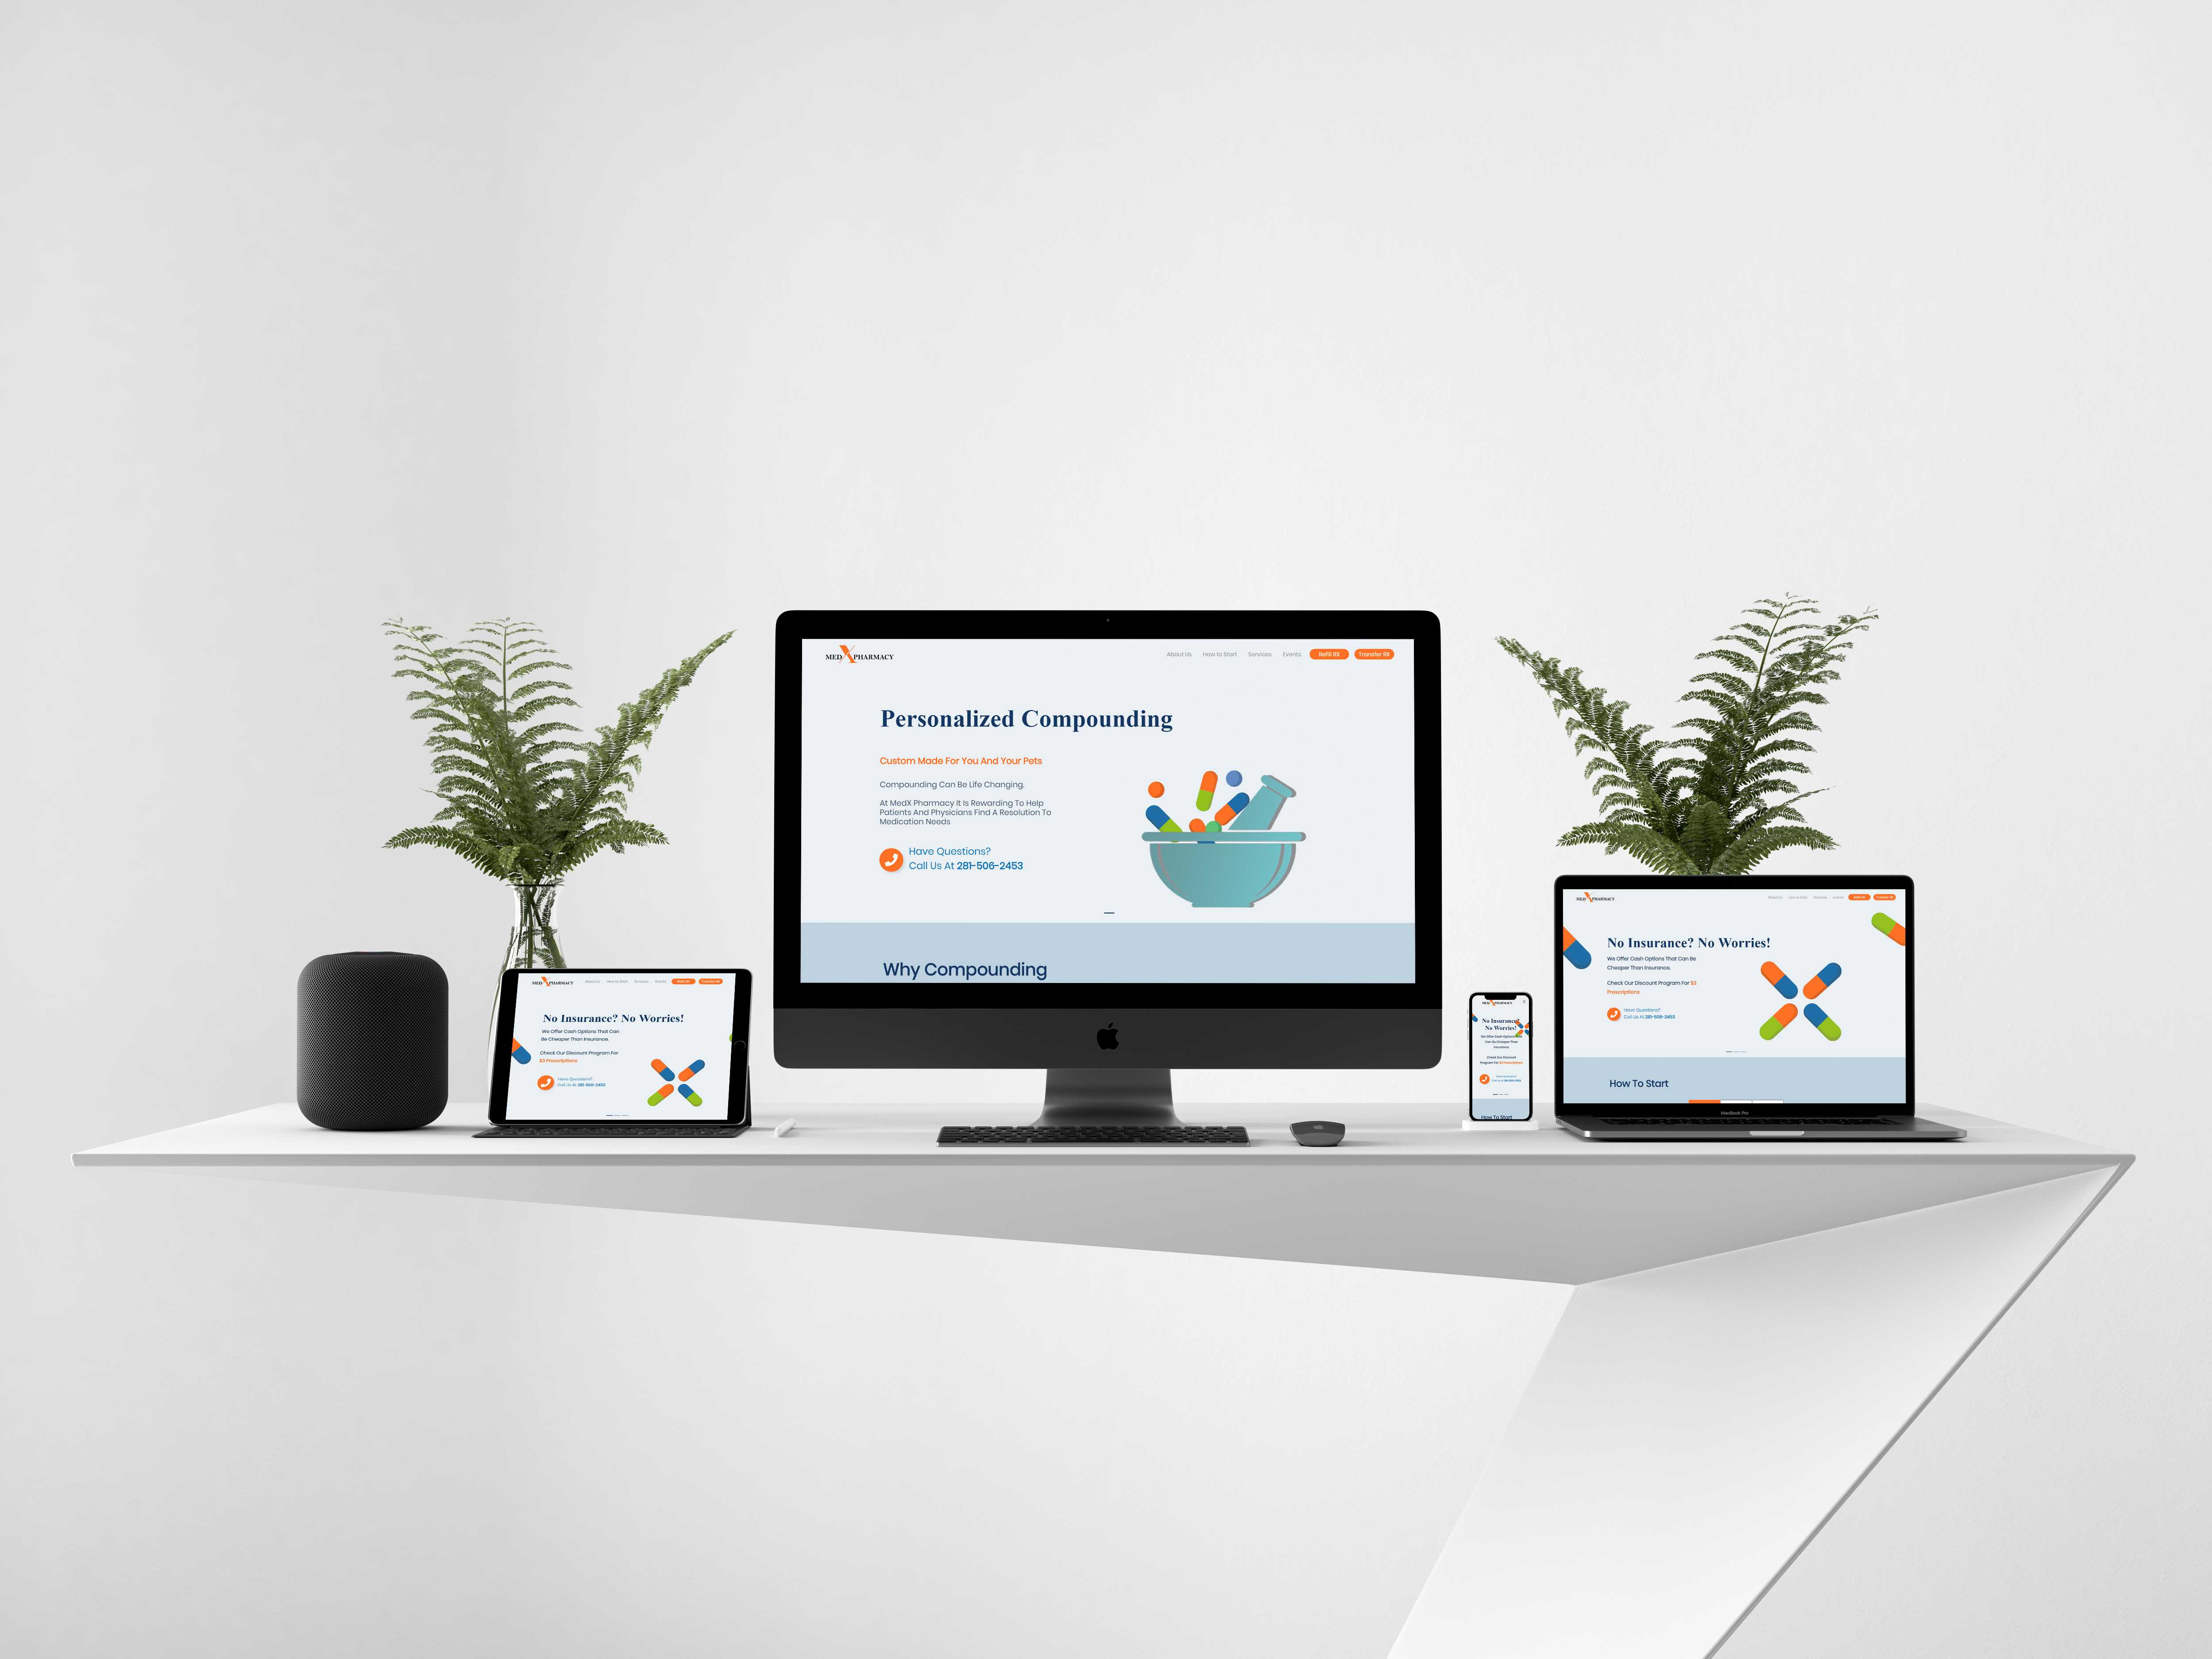 MED X PHARMACY
About Us How to Start Services Events Refill RX Transfer RX
Personalized Compounding
Custom Made For You And Your Pets
Compounding Can Be Life Changing.
At MedX Pharmacy It Is Rewarding To Help
Patients And Physicians Find A Resolution To
Medication Needs
Have Questions?
Call Us At 281-506-2453
Why Compounding
MED X PHARMACY
About Us How to Start Services Events Refill RX Transfer RX
No Insurance? No Worries!
We Offer Cash Options That Can
Be Cheaper Than Insurance.
Check Our Discount Program For
$3 Prescriptions
Have Questions?
Call Us At 281-506-2453
MED X PHARMACY
No Insurance?
No Worries!
We Offer Cash Options That
Can Be Cheaper Than
Insurance.
Check Our Discount
Program For $3 Prescriptions
Have Questions?
Call Us At 281-506-2453
How To Start
MED X PHARMACY
About Us How to Start Services Events Refill RX Transfer RX
No Insurance? No Worries!
We Offer Cash Options That Can Be
Cheaper Than Insurance.
Check Our Discount Program For $3
Prescriptions
Have Questions?
Call Us At 281-506-2453
How To Start
MacBook Pro